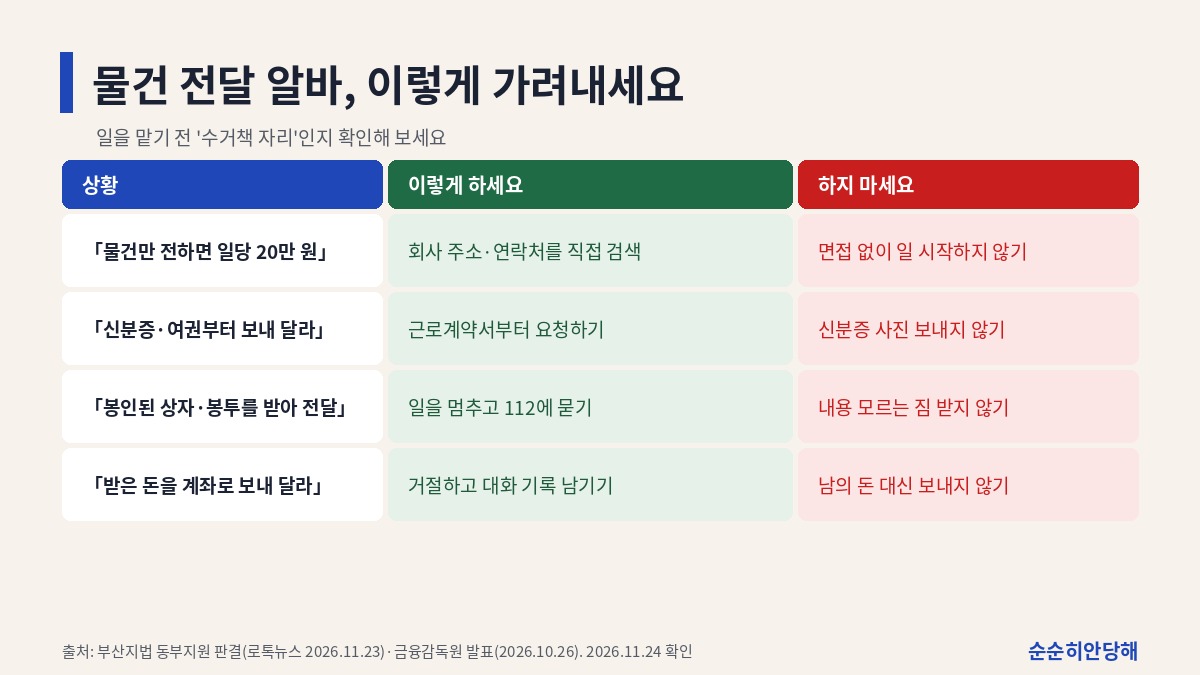 물건 전달 알바, 이렇게 가려내세요
일을 맡기 전 '수거책 자리'인지 확인해 보세요
상황 이렇게 하세요 하지 마세요
「물건만 전하면 일당 20만 원」 회사 주소·연락처를 직접 검색 면접 없이 일 시작하지 않기
「신분증·여권부터 보내 달라」 근로계약서부터 요청하기 신분증 사진 보내지 않기
「봉인된 상자·봉투를 받아 전달」 일을 멈추고 112에 묻기 내용 모르는 짐 받지 않기
「받은 돈을 계좌로 보내 달라」 거절하고 대화 기록 남기기 남의 돈 대신 보내지 않기
출처: 부산지법 동부지원 판결(로톡뉴스 2026.11.23)·금융감독원 발표(2026.10.26). 2026.11.24 확인 순순히안당해